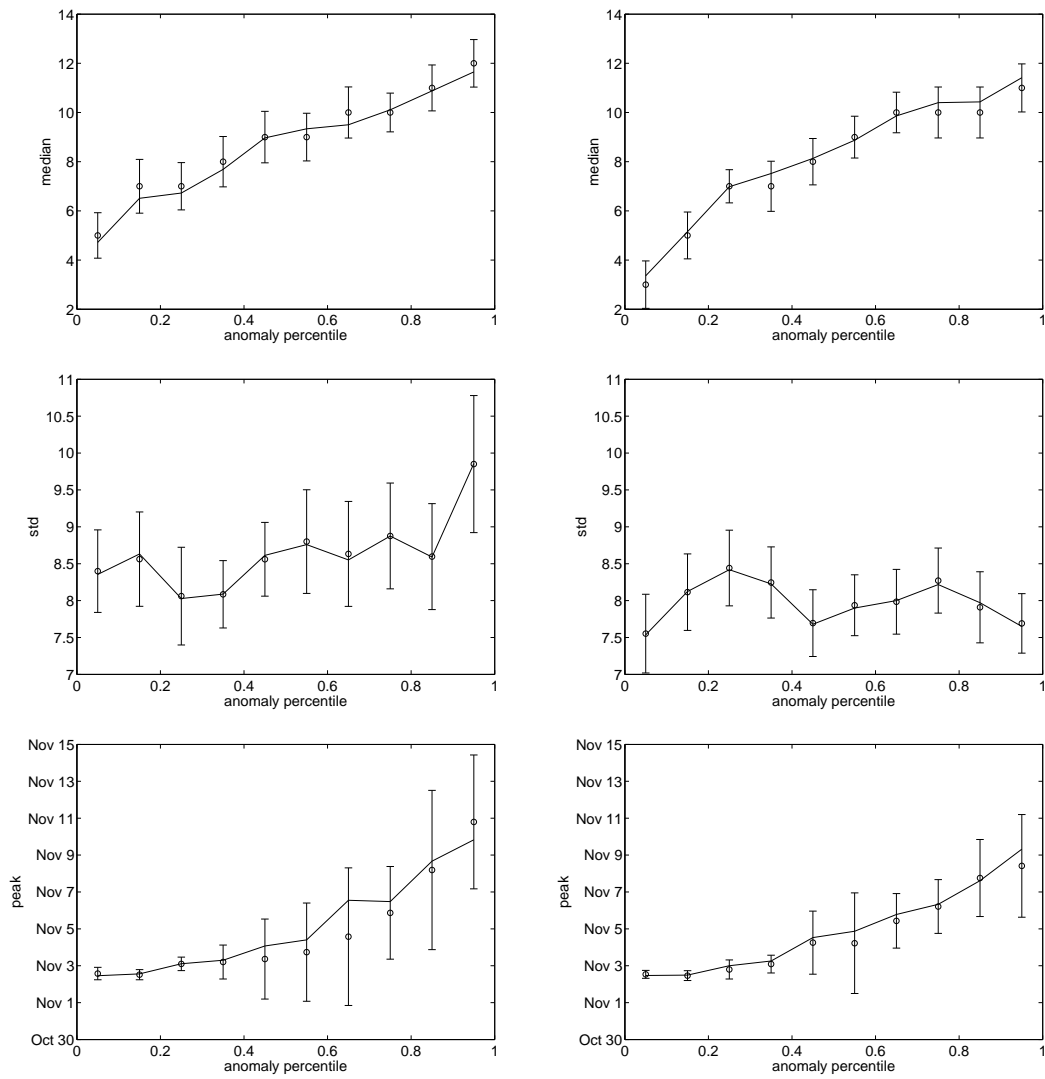 14
12
10
8
6
4
2
median
0
0.2
0.4
0.6
0.8
1
anomaly percentile
14
12
10
8
6
4
2
median
0
0.2
0.4
0.6
0.8
1
anomaly percentile
11
10.5
10
9.5
9
8.5
8
7.5
7
std
0
0.2
0.4
0.6
0.8
1
anomaly percentile
11
10.5
10
9.5
9
8.5
8
7.5
7
std
0
0.2
0.4
0.6
0.8
1
anomaly percentile
Nov 15
Nov 13
Nov 11
Nov 9
Nov 7
Nov 5
Nov 3
Nov 1
Oct 30
peak
0
0.2
0.4
0.6
0.8
1
anomaly percentile
Nov 15
Nov 13
Nov 11
Nov 9
Nov 7
Nov 5
Nov 3
Nov 1
Oct 30
peak
0
0.2
0.4
0.6
0.8
1
anomaly percentile